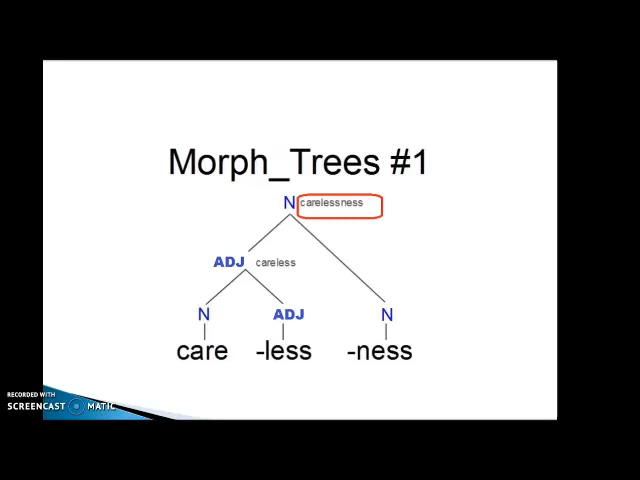 Morph_Trees #1
N carelessness
ADJ careless
N ADJ N
care -less -ness
RECORDED WITH
SCREENCAST MATIC